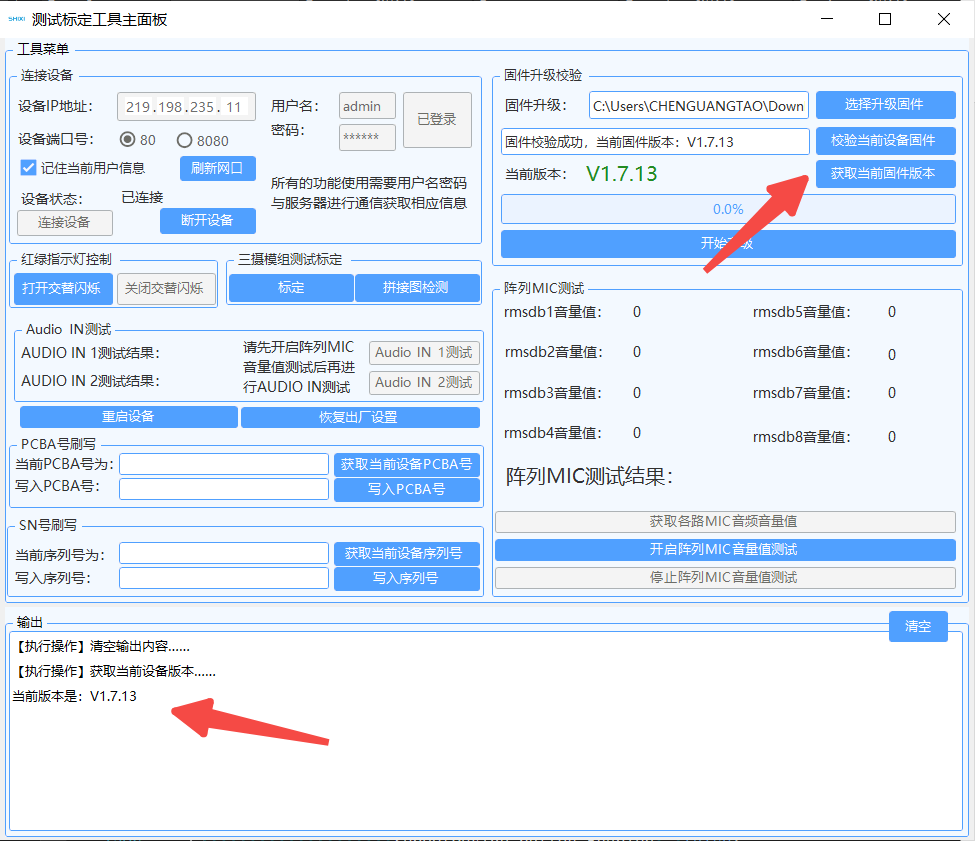 SHIXI 测试标定工具主面板
工具菜单
连接设备
设备IP地址： 219.198.235. 11
用户名： admin
已登录
设备端口号： 80 8080
密码： ******
记住当前用户信息 刷新网口
所有的功能使用需要用户名密码
与服务器进行通信获取相应信息
设备状态： 已连接
连接设备 断开设备
固件升级校验
固件升级： C:\Users\CHENGUANGTAO\Down 选择升级固件
固件校验成功，当前固件版本：V1.7.13 校验当前设备固件
当前版本： V1.7.13 获取当前固件版本
0.0%
开始升级
红绿指示灯控制
打开交替闪烁 关闭交替闪烁
三摄模组测试标定
标定 拼接图检测
Audio IN测试
AUDIO IN 1测试结果：
AUDIO IN 2测试结果：
请先开启阵列MIC
音量值测试后再进
行AUDIO IN测试
Audio IN 1测试
Audio IN 2测试
重启设备 恢复出厂设置
PCBA号刷写
当前PCBA号为： 获取当前设备PCBA号
写入PCBA号： 写入PCBA号
SN号刷写
当前序列号为： 获取当前设备序列号
写入序列号： 写入序列号
阵列MIC测试
rmsdb1音量值： 0 rmsdb5音量值： 0
rmsdb2音量值： 0 rmsdb6音量值： 0
rmsdb3音量值： 0 rmsdb7音量值： 0
rmsdb4音量值： 0 rmsdb8音量值： 0
阵列MIC测试结果：
获取各路MIC音频音量值
开启阵列MIC音量值测试
停止阵列MIC音量值测试
输出 清空
【执行操作】清空输出内容......
【执行操作】获取当前设备版本......
当前版本是：V1.7.13